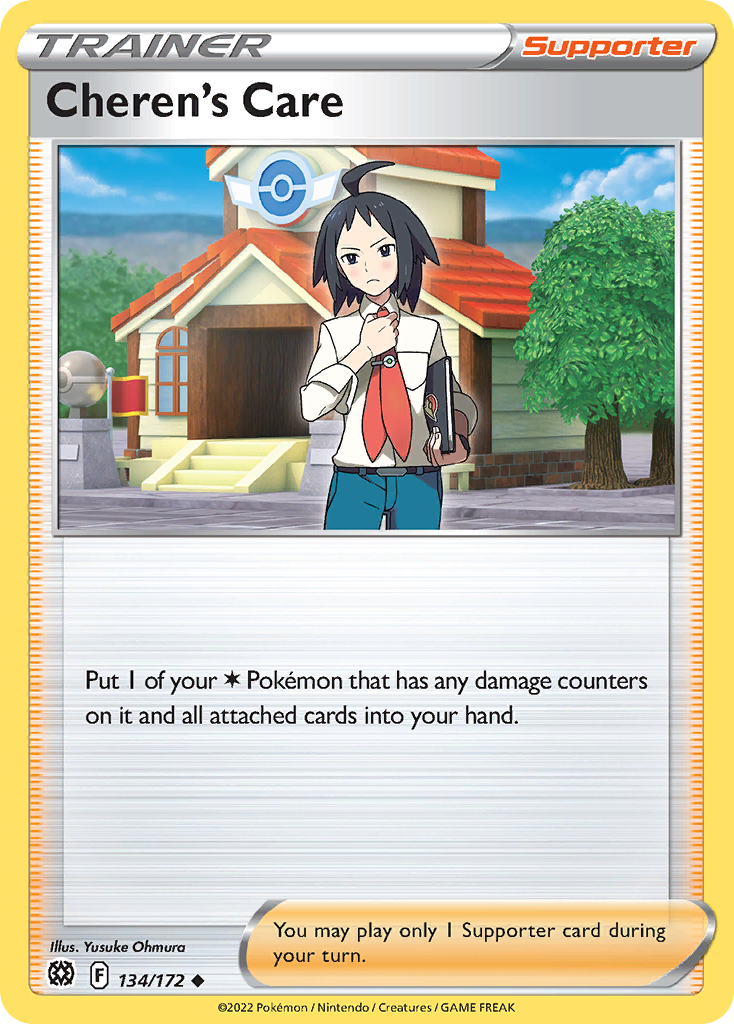 TRAINER
Supporter
Cheren's Care
Put 1 of your Pokémon that has any damage counters
on it and all attached cards into your hand.
You may play only 1 Supporter card during
your turn.
Illus. Yusuke Ohmura
F 134/172
©2022 Pokémon / Nintendo / Creatures / GAME FREAK